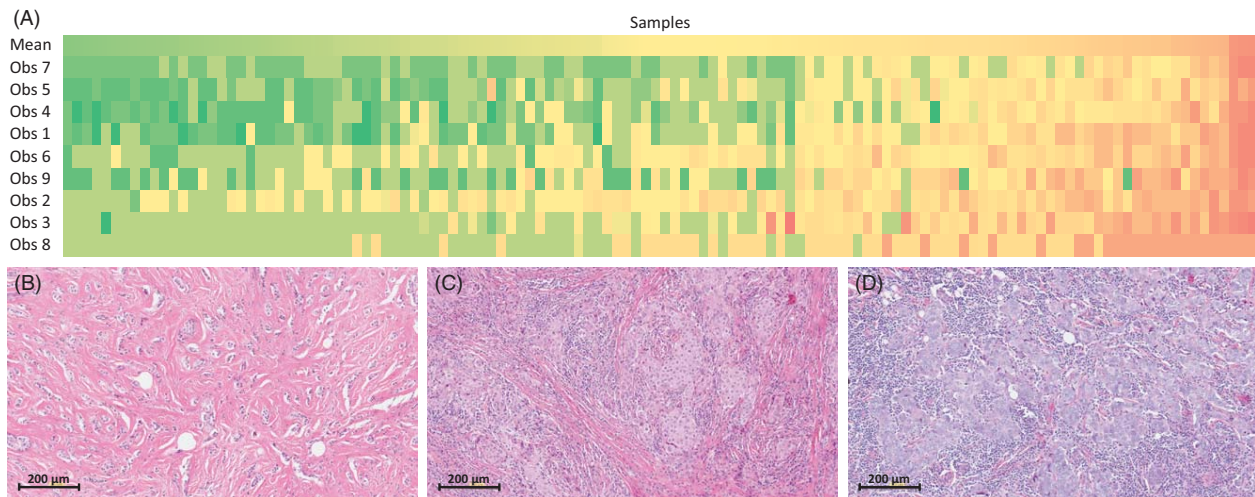 (A)
Samples
Mean
Obs 7
Obs 5
Obs 4
Obs 1
Obs 6
Obs 9
Obs 2
Obs 3
Obs 8
(B)
(C)
(D)
200 µm
200 µm
200 µm